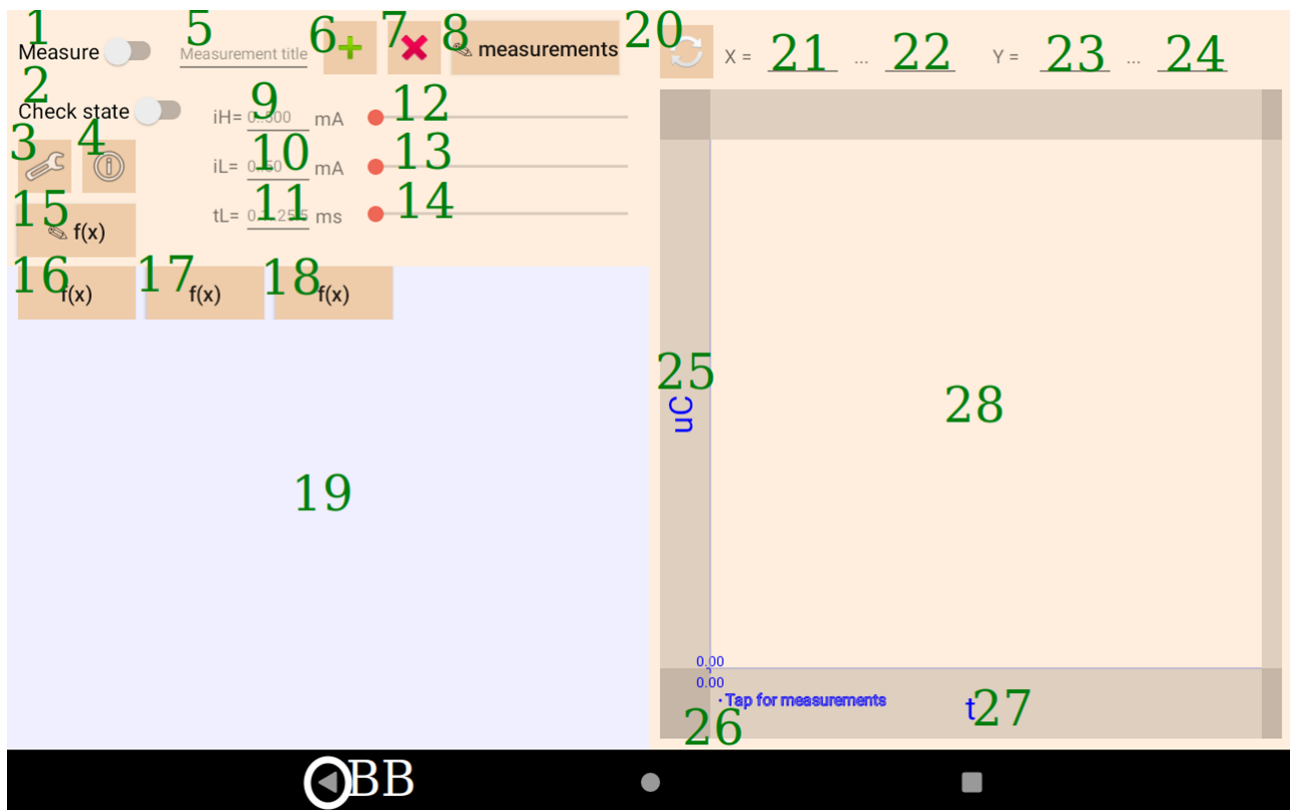 1 5 6 7 8 20
Measure Measurement title measurements X = 21 ... 22 Y = 23 ... 24
2
Check state
9 12
iH= mA
3 4 10 13
iL= mA
11 14
tL= ms
15
f(x)
16 17 18
f(x) f(x) f(x)
25
uC
28
19
0.00
0.00
Tap for measurements
26 t 27
BB